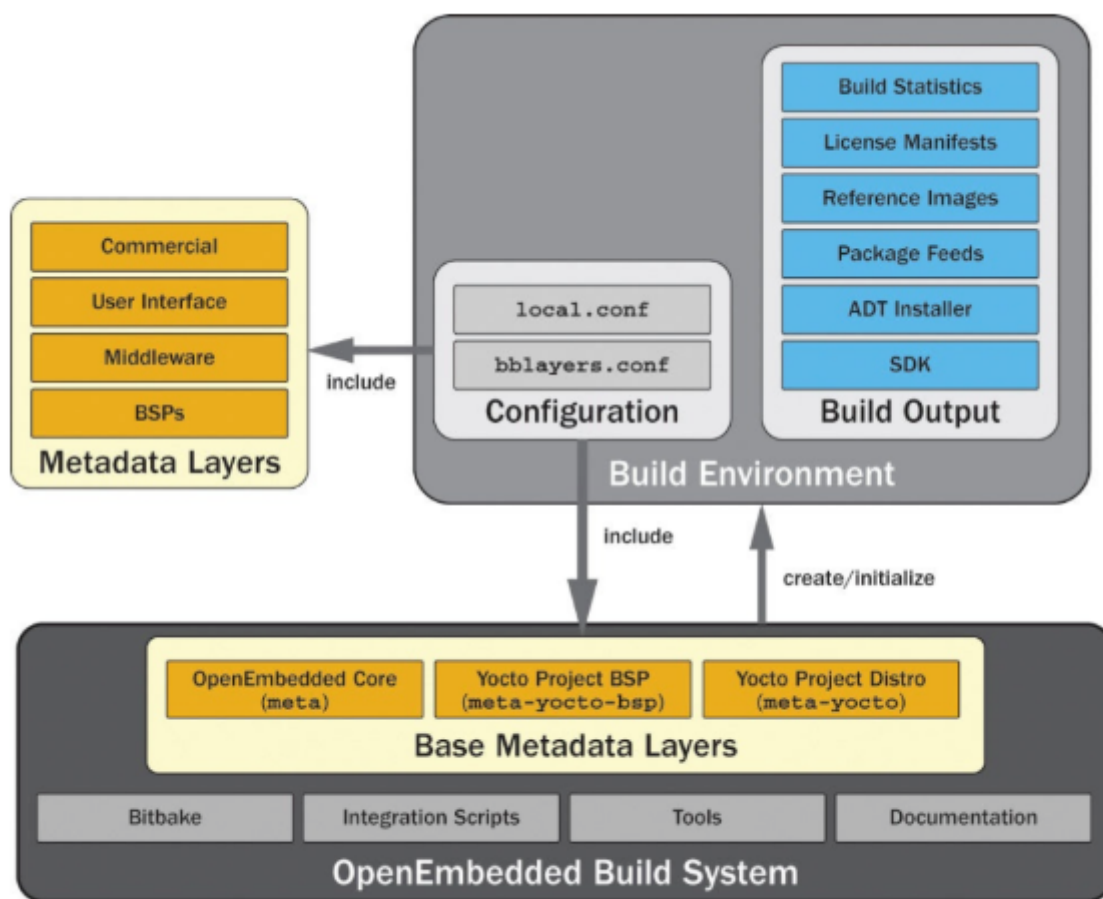 Build Statistics
License Manifests
Reference Images
Package Feeds
ADT Installer
SDK
Build Output
Commercial
User Interface
Middleware
BSPs
Metadata Layers
include
local.conf
bblayers.conf
Configuration
Build Environment
include
create/initialize
OpenEmbedded Core
(meta)
Yocto Project BSP
(meta-yocto-bsp)
Yocto Project Distro
(meta-yocto)
Base Metadata Layers
Bitbake
Integration Scripts
Tools
Documentation
OpenEmbedded Build System